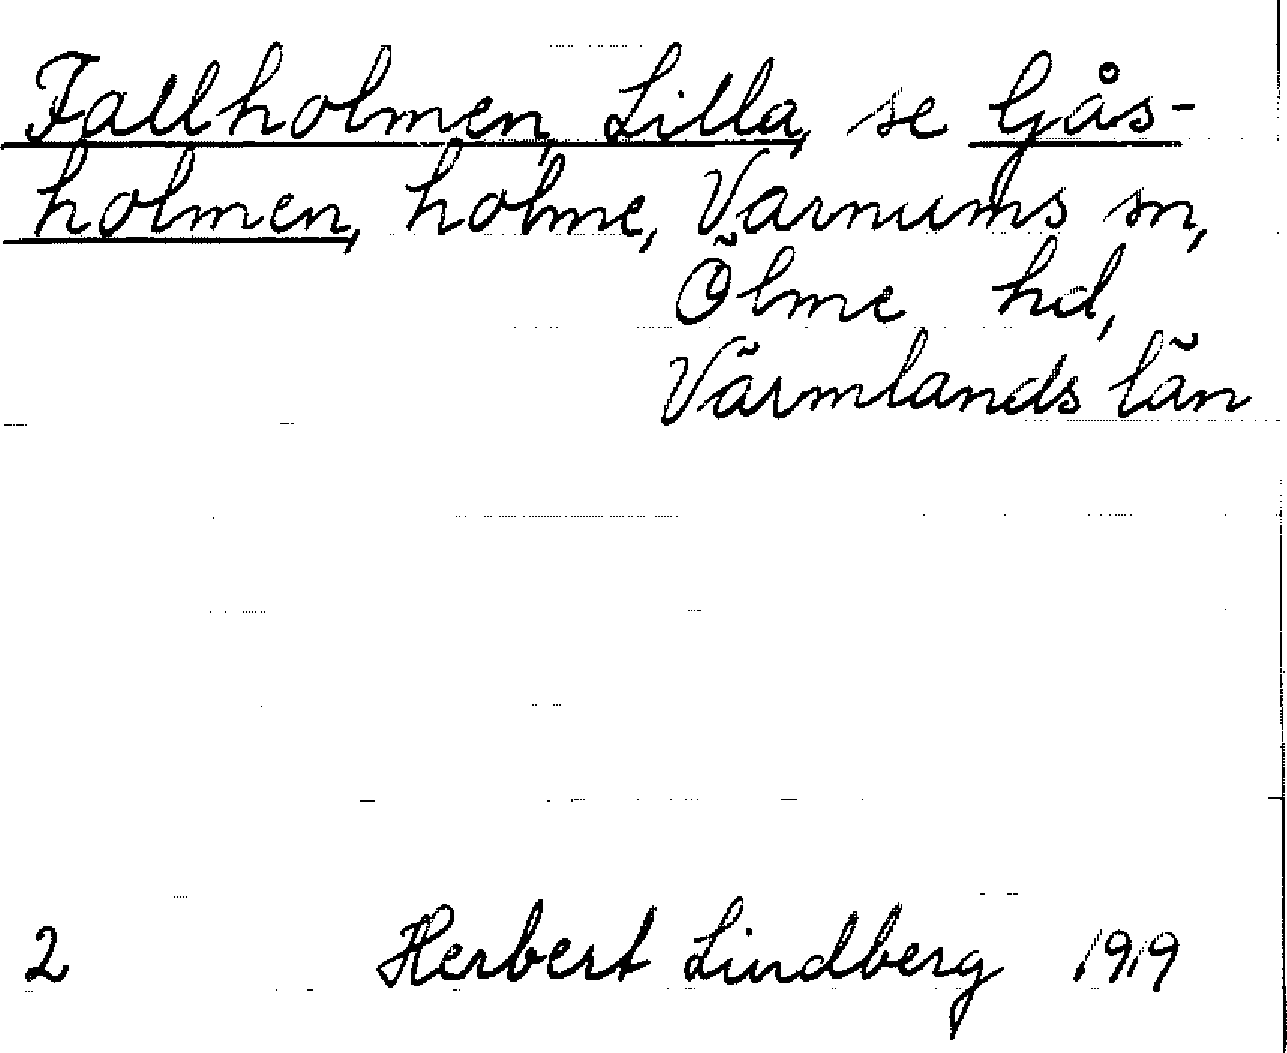 Fallholmen, Lilla, se Gås-
holmen, holme, Varnums sn,
Ölme hd,
Värmlands län
2 Herbert Lindberg 1919